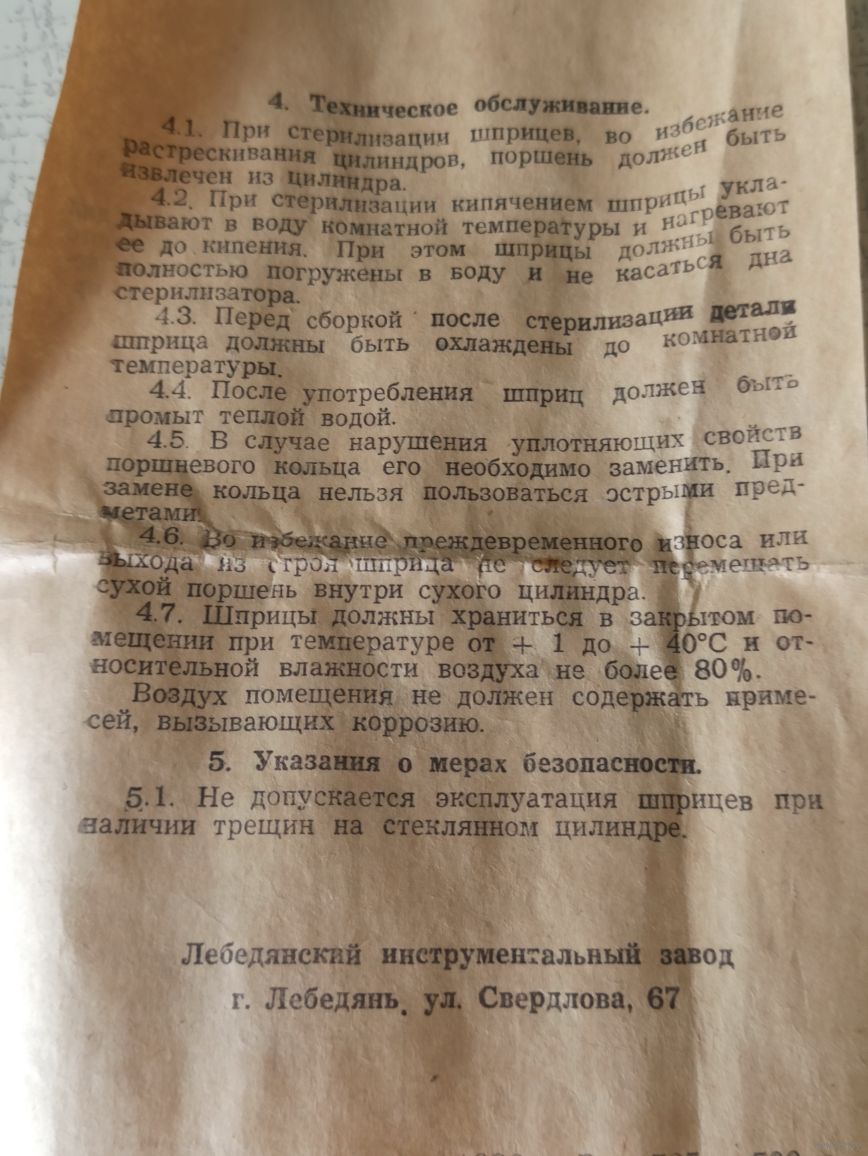 4. Техническое обслуживание.
4.1. При стерилизации шприцев, во избежание
растрескивания цилиндров, поршень должен быть
извлечен из цилиндра.
4.2. При стерилизации кипячением шприцы укла-
дывают в воду комнатной температуры и нагревают
ее до кипения. При этом шприцы должны быть
полностью погружены в воду и не касаться дна
стерилизатора.
4.3. Перед сборкой после стерилизации детали
шприца должны быть охлаждены до комнатной
температуры.
4.4. После употребления шприц должен быть
промыт теплой водой.
4.5. В случае нарушения уплотняющих свойств
поршневого кольца его необходимо заменить. При
замене кольца нельзя пользоваться острыми пред-
метами.
4.6. Во избежание преждевременного износа или
выхода из строя шприца не следует перемещать
сухой поршень внутри сухого цилиндра.
4.7. Шприцы должны храниться в закрытом по-
мещении при температуре от + 1 до + 40°С и от-
носительной влажности воздуха не более 80%.
Воздух помещения не должен содержать приме-
сей, вызывающих коррозию.
5. Указания о мерах безопасности.
5.1. Не допускается эксплуатация шприцев при
наличии трещин на стеклянном цилиндре.
Лебедянский инструментальный завод
г. Лебедянь, ул. Свердлова, 67